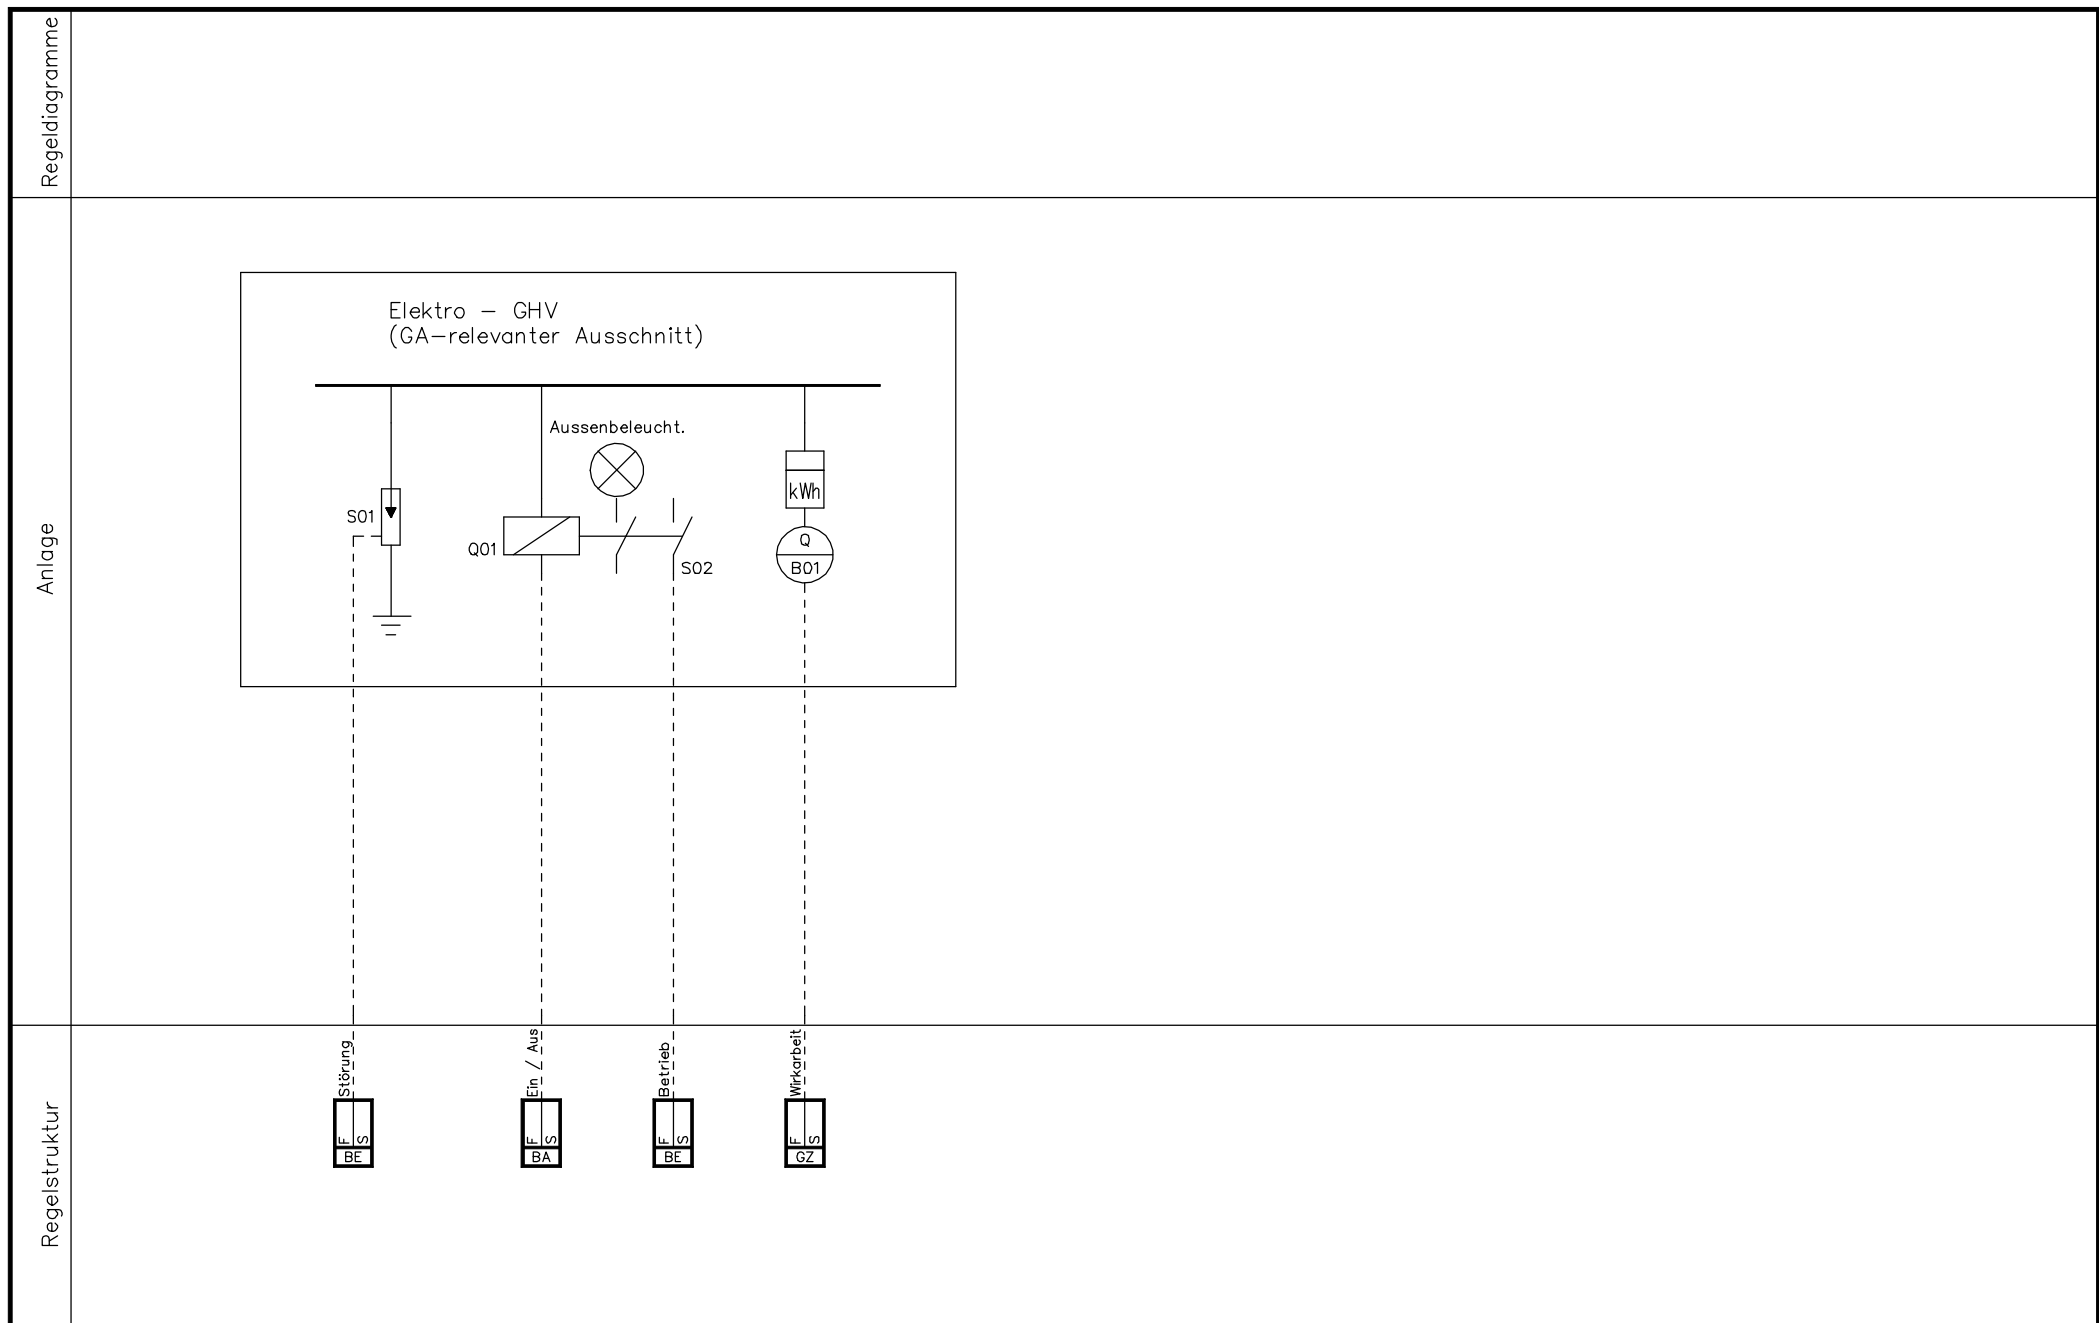 Regeldiagramme
Elektro – GHV
(GA–relevanter Ausschnitt)
Aussenbeleucht.
kWh
S01
Q01
Q
S02
B01
Anlage
Störung
Ein / Aus
Betrieb
Wirkarbeit
F S
F S
F S
F S
BE
BA
BE
GZ
Regelstruktur